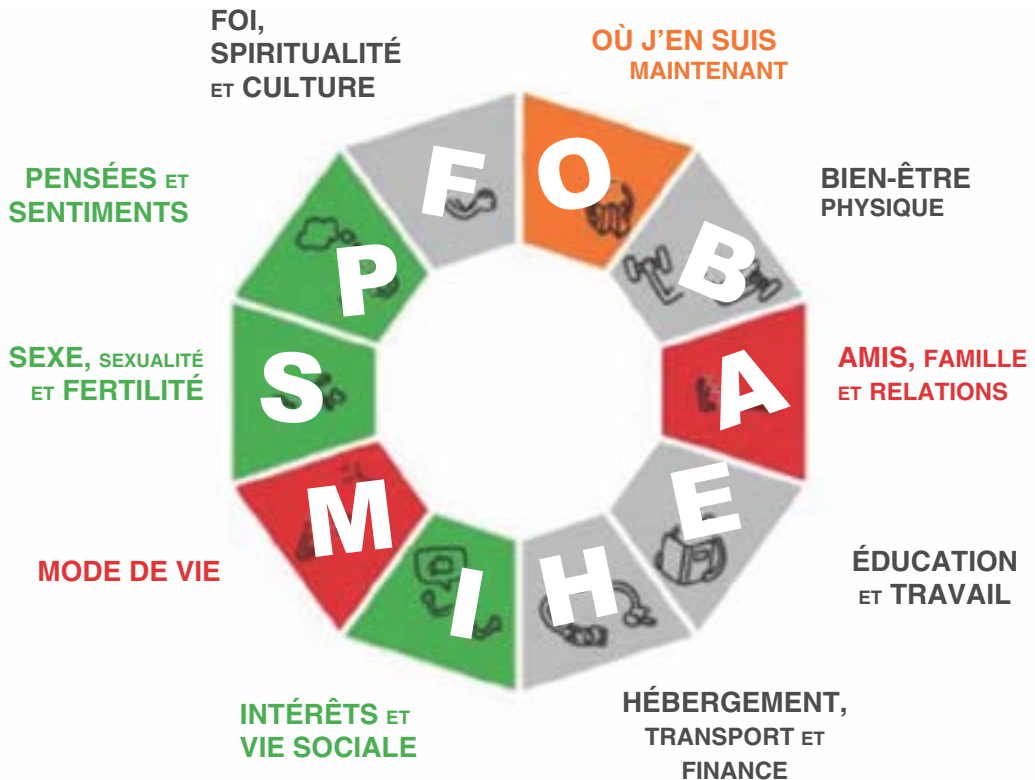 FOI,
SPIRITUALITÉ
ET CULTURE
OÙ J'EN SUIS
MAINTENANT
BIEN-ÊTRE
PHYSIQUE
AMIS, FAMILLE
ET RELATIONS
ÉDUCATION
ET TRAVAIL
HÉBERGEMENT,
TRANSPORT ET
FINANCE
INTÉRÊTS ET
VIE SOCIALE
MODE DE VIE
SEXE, SEXUALITÉ
ET FERTILITÉ
PENSÉES ET
SENTIMENTS
F
O
B
A
E
H
I
M
S
P